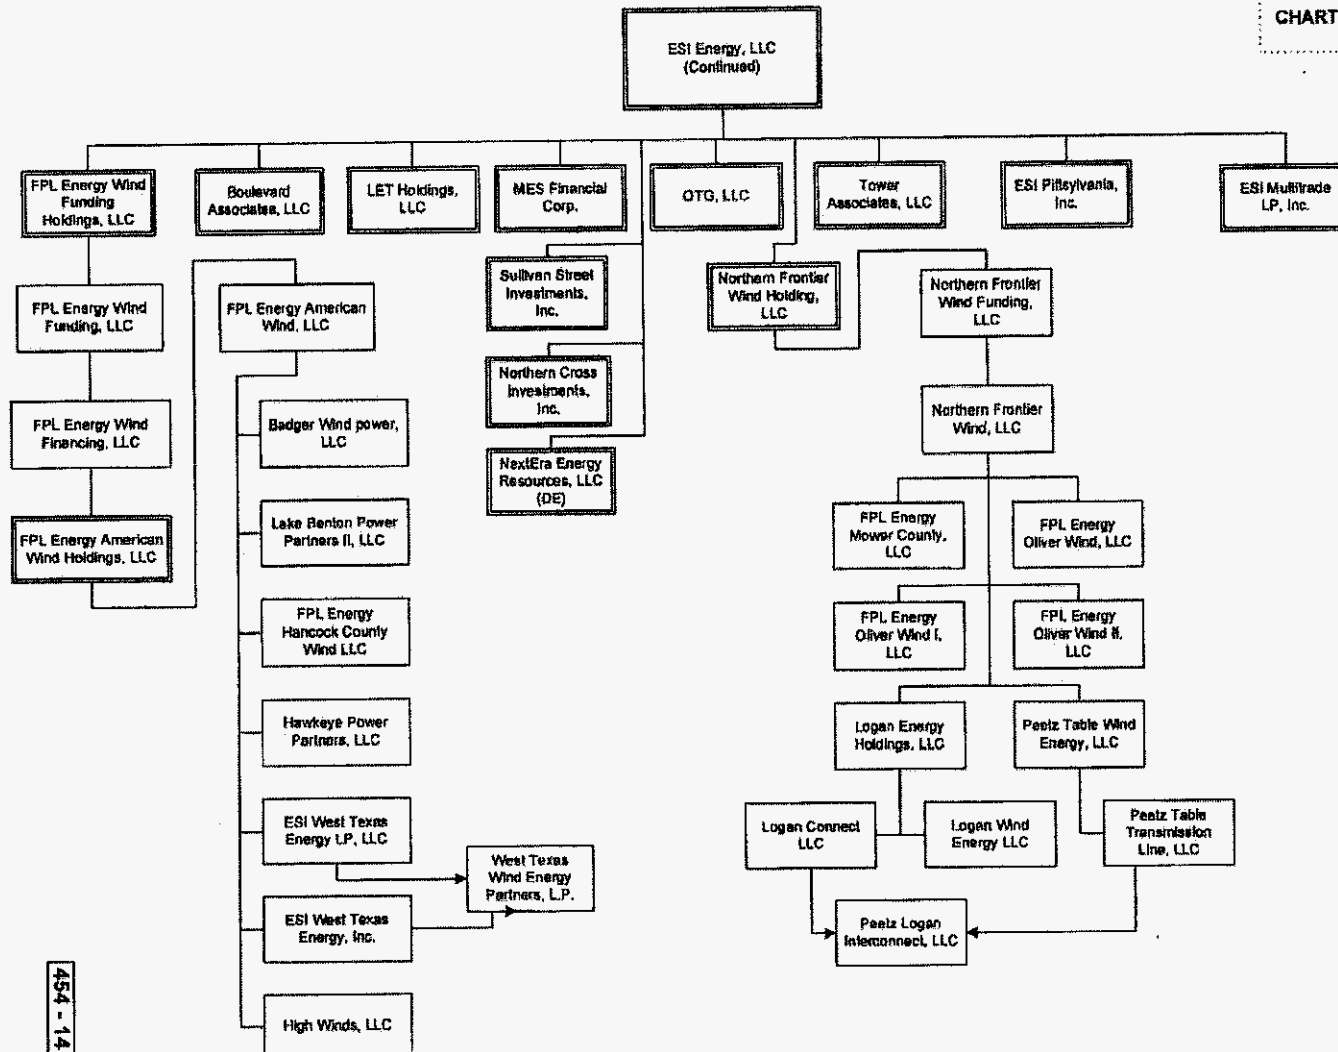 CHART
ESI Energy, LLC
(Continued)
FPL Energy Wind
Funding
Holdings, LLC
Boulevard
Associates, LLC
LET Holdings,
LLC
MES Financial
Corp.
OTG, LLC
Tower
Associates, LLC
ESI Pittsylvania,
Inc.
ESI Multitrade
LP, Inc.
Sullivan Street
Investments,
Inc.
Northern Frontier
Wind Holding,
LLC
Northern Frontier
Wind Funding,
LLC
FPL Energy Wind
Funding, LLC
FPL Energy American
Wind, LLC
Northern Cross
Investments,
Inc.
Northern Frontier
Wind, LLC
FPL Energy Wind
Financing, LLC
Badger Wind power,
LLC
NextEra Energy
Resources, LLC
(DE)
FPL Energy American
Wind Holdings, LLC
Lake Benton Power
Partners II, LLC
FPL Energy
Mower County,
LLC
FPL Energy
Oliver Wind, LLC
FPL Energy
Hancock County
Wind LLC
FPL Energy
Oliver Wind I,
LLC
FPL Energy
Oliver Wind II,
LLC
Hawkeye Power
Partners, LLC
Logan Energy
Holdings, LLC
Peetz Table Wind
Energy, LLC
ESI West Texas
Energy LP, LLC
West Texas
Wind Energy
Partners, L.P.
Logan Connect
LLC
Logan Wind
Energy LLC
Peetz Table
Transmission
Line, LLC
ESI West Texas
Energy, Inc.
Peetz Logan
Interconnect, LLC
High Winds, LLC
454 - 14